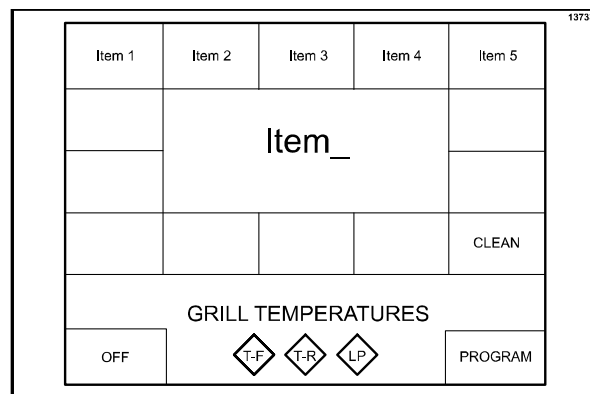 1373
Item 1 Item 2 Item 3 Item 4 Item 5
Item_
CLEAN
GRILL TEMPERATURES
OFF T-F T-R LP PROGRAM